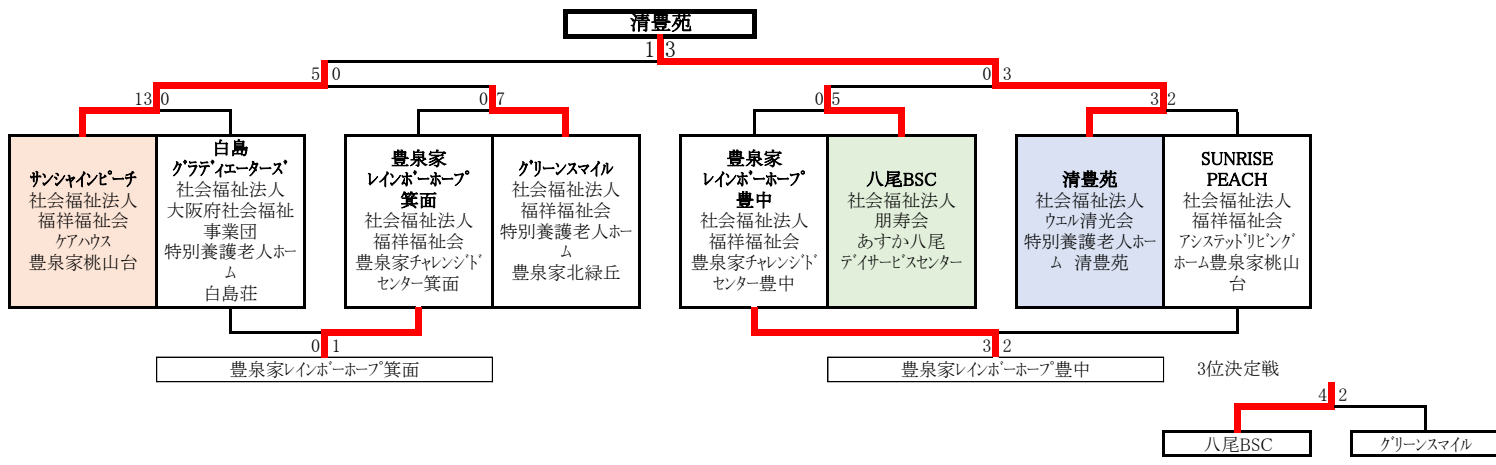 清豊苑
1 3
5 0
0 3
13 0
0 7
0 5
3 2
サンシャインピーチ
社会福祉法人
福祥福祉会
ケアハウス
豊泉家桃山台
白島
グラディエーターズ
社会福祉法人
大阪府社会福祉
事業団
特別養護老人ホー
ム
白島荘
豊泉家
レインボーホープ
箕面
社会福祉法人
福祥福祉会
豊泉家チャレンジド
センター箕面
グリーンスマイル
社会福祉法人
福祥福祉会
特別養護老人ホー
ム
豊泉家北緑丘
豊泉家
レインボーホープ
豊中
社会福祉法人
福祥福祉会
豊泉家チャレンジド
センター豊中
八尾BSC
社会福祉法人
朋寿会
あすか八尾
デイサービスセンター
清豊苑
社会福祉法人
ウエル清光会
特別養護老人ホー
ム 清豊苑
SUNRISE
PEACH
社会福祉法人
福祥福祉会
アシステッドリビング
ホーム豊泉家桃山
台
0 1
豊泉家レインボーホープ箕面
3 2
豊泉家レインボーホープ豊中
3位決定戦
4 2
八尾BSC
グリーンスマイル